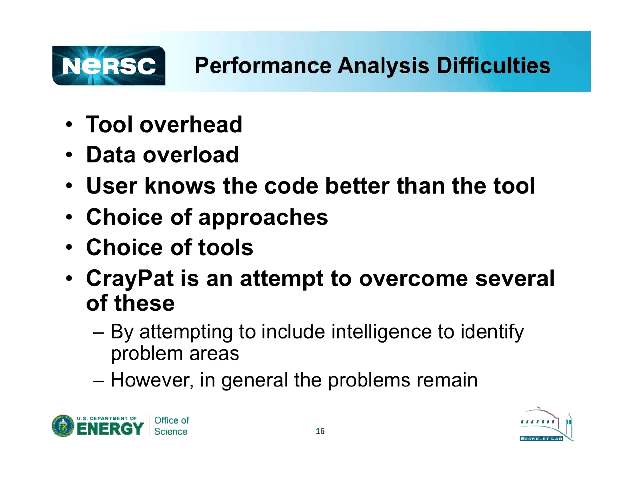 NERSC
Performance Analysis Difficulties
• Tool overhead
• Data overload
• User knows the code better than the tool
• Choice of approaches
• Choice of tools
• CrayPat is an attempt to overcome several
of these
– By attempting to include intelligence to identify
problem areas
– However, in general the problems remain
U.S. DEPARTMENT OF
ENERGY
Office of
Science
16
BERKELEY LAB